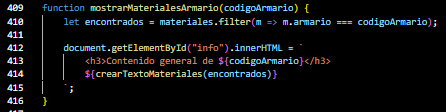 409 function mostrarMaterialesArmario(codigoArmario) {
410 let encontrados = materiales.filter(m => m.armario === codigoArmario);
411
412 document.getElementById("info").innerHTML = `
413 <h3>Contenido general de ${codigoArmario}</h3>
414 ${crearTextoMateriales(encontrados)}
415 `;
416 }